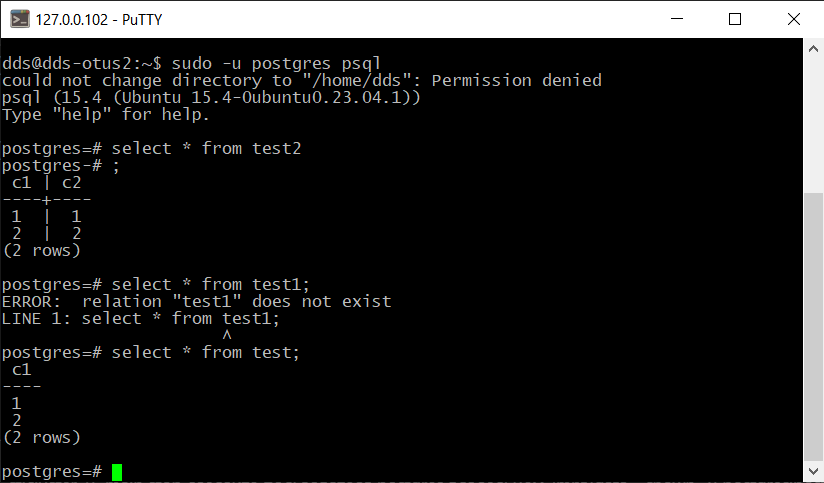 127.0.0.102 - PuTTY
dds@dds-otus2:~$ sudo -u postgres psql
could not change directory to "/home/dds": Permission denied
psql (15.4 (Ubuntu 15.4-0ubuntu0.23.04.1))
Type "help" for help.
postgres=# select * from test2
postgres-# ;
 c1 | c2
----+----
 1  |  1
 2  |  2
(2 rows)
postgres=# select * from test1;
ERROR:  relation "test1" does not exist
LINE 1: select * from test1;
                      ^
postgres=# select * from test;
 c1
----
 1
 2
(2 rows)
postgres=#